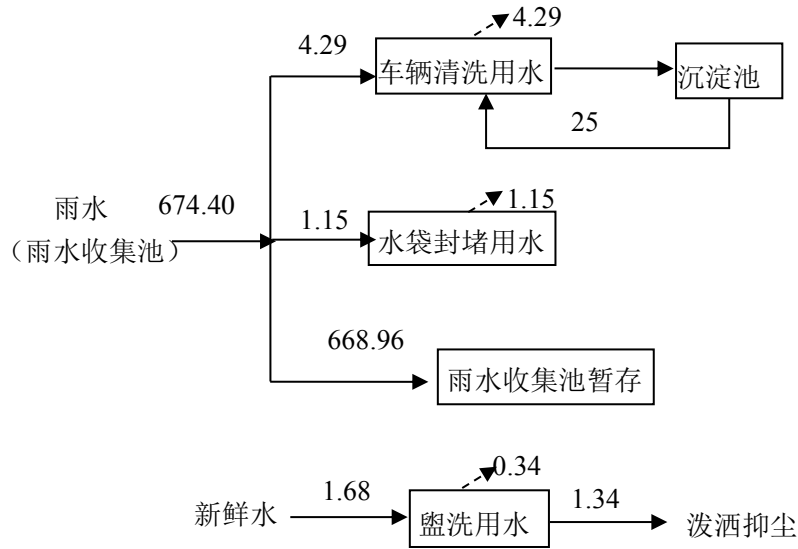 4.29
4.29
车辆清洗用水
沉淀池
25
雨水
674.40
（雨水收集池）
1.15
1.15
水袋封堵用水
668.96
雨水收集池暂存
新鲜水
1.68
0.34
盥洗用水
1.34
泼洒抑尘